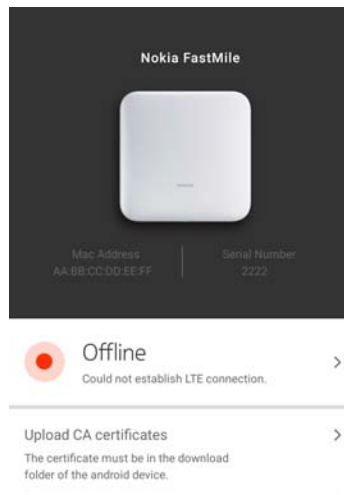 Nokia FastMile
Mac Address
AA:BB:CC:DD:EE:FF
Serial Number
2222
Offline
Could not establish LTE connection.
Upload CA certificates
The certificate must be in the download
folder of the android device.